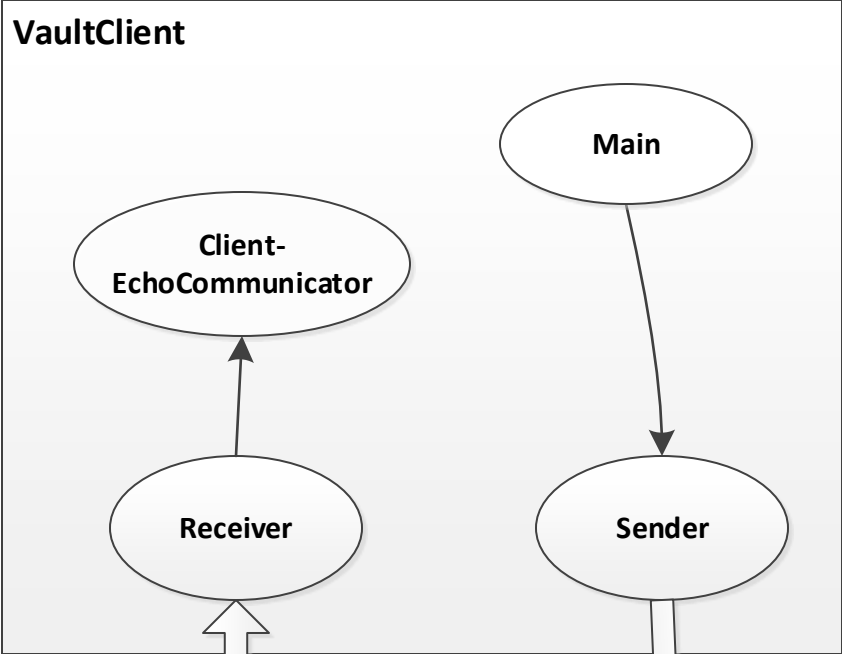 VaultClient
Main
Client-
EchoCommunicator
Receiver
Sender